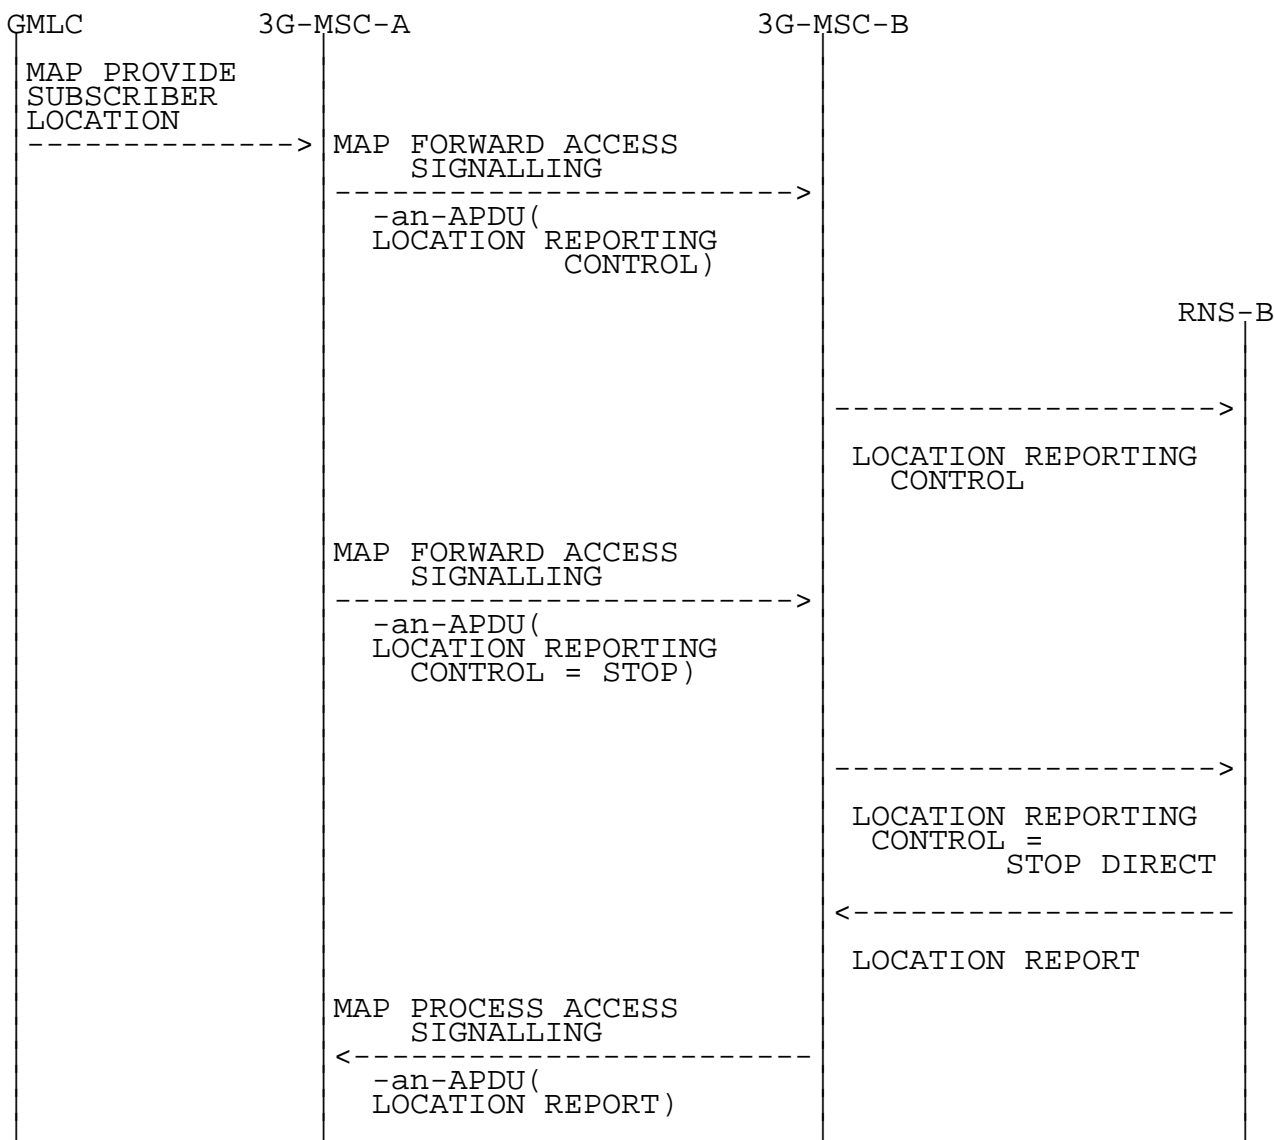 GMLC 3G-MSC-A 3G-MSC-B
MAP PROVIDE
SUBSCRIBER
LOCATION
--------------> MAP FORWARD ACCESS
SIGNALLING
------------------------>
-an-APDU(
LOCATION REPORTING
CONTROL)
RNS-B
-------------------->
LOCATION REPORTING
CONTROL
MAP FORWARD ACCESS
SIGNALLING
------------------------>
-an-APDU(
LOCATION REPORTING
CONTROL = STOP)
-------------------->
LOCATION REPORTING
CONTROL =
STOP DIRECT
<--------------------
LOCATION REPORT
MAP PROCESS ACCESS
SIGNALLING
<------------------------
-an-APDU(
LOCATION REPORT)